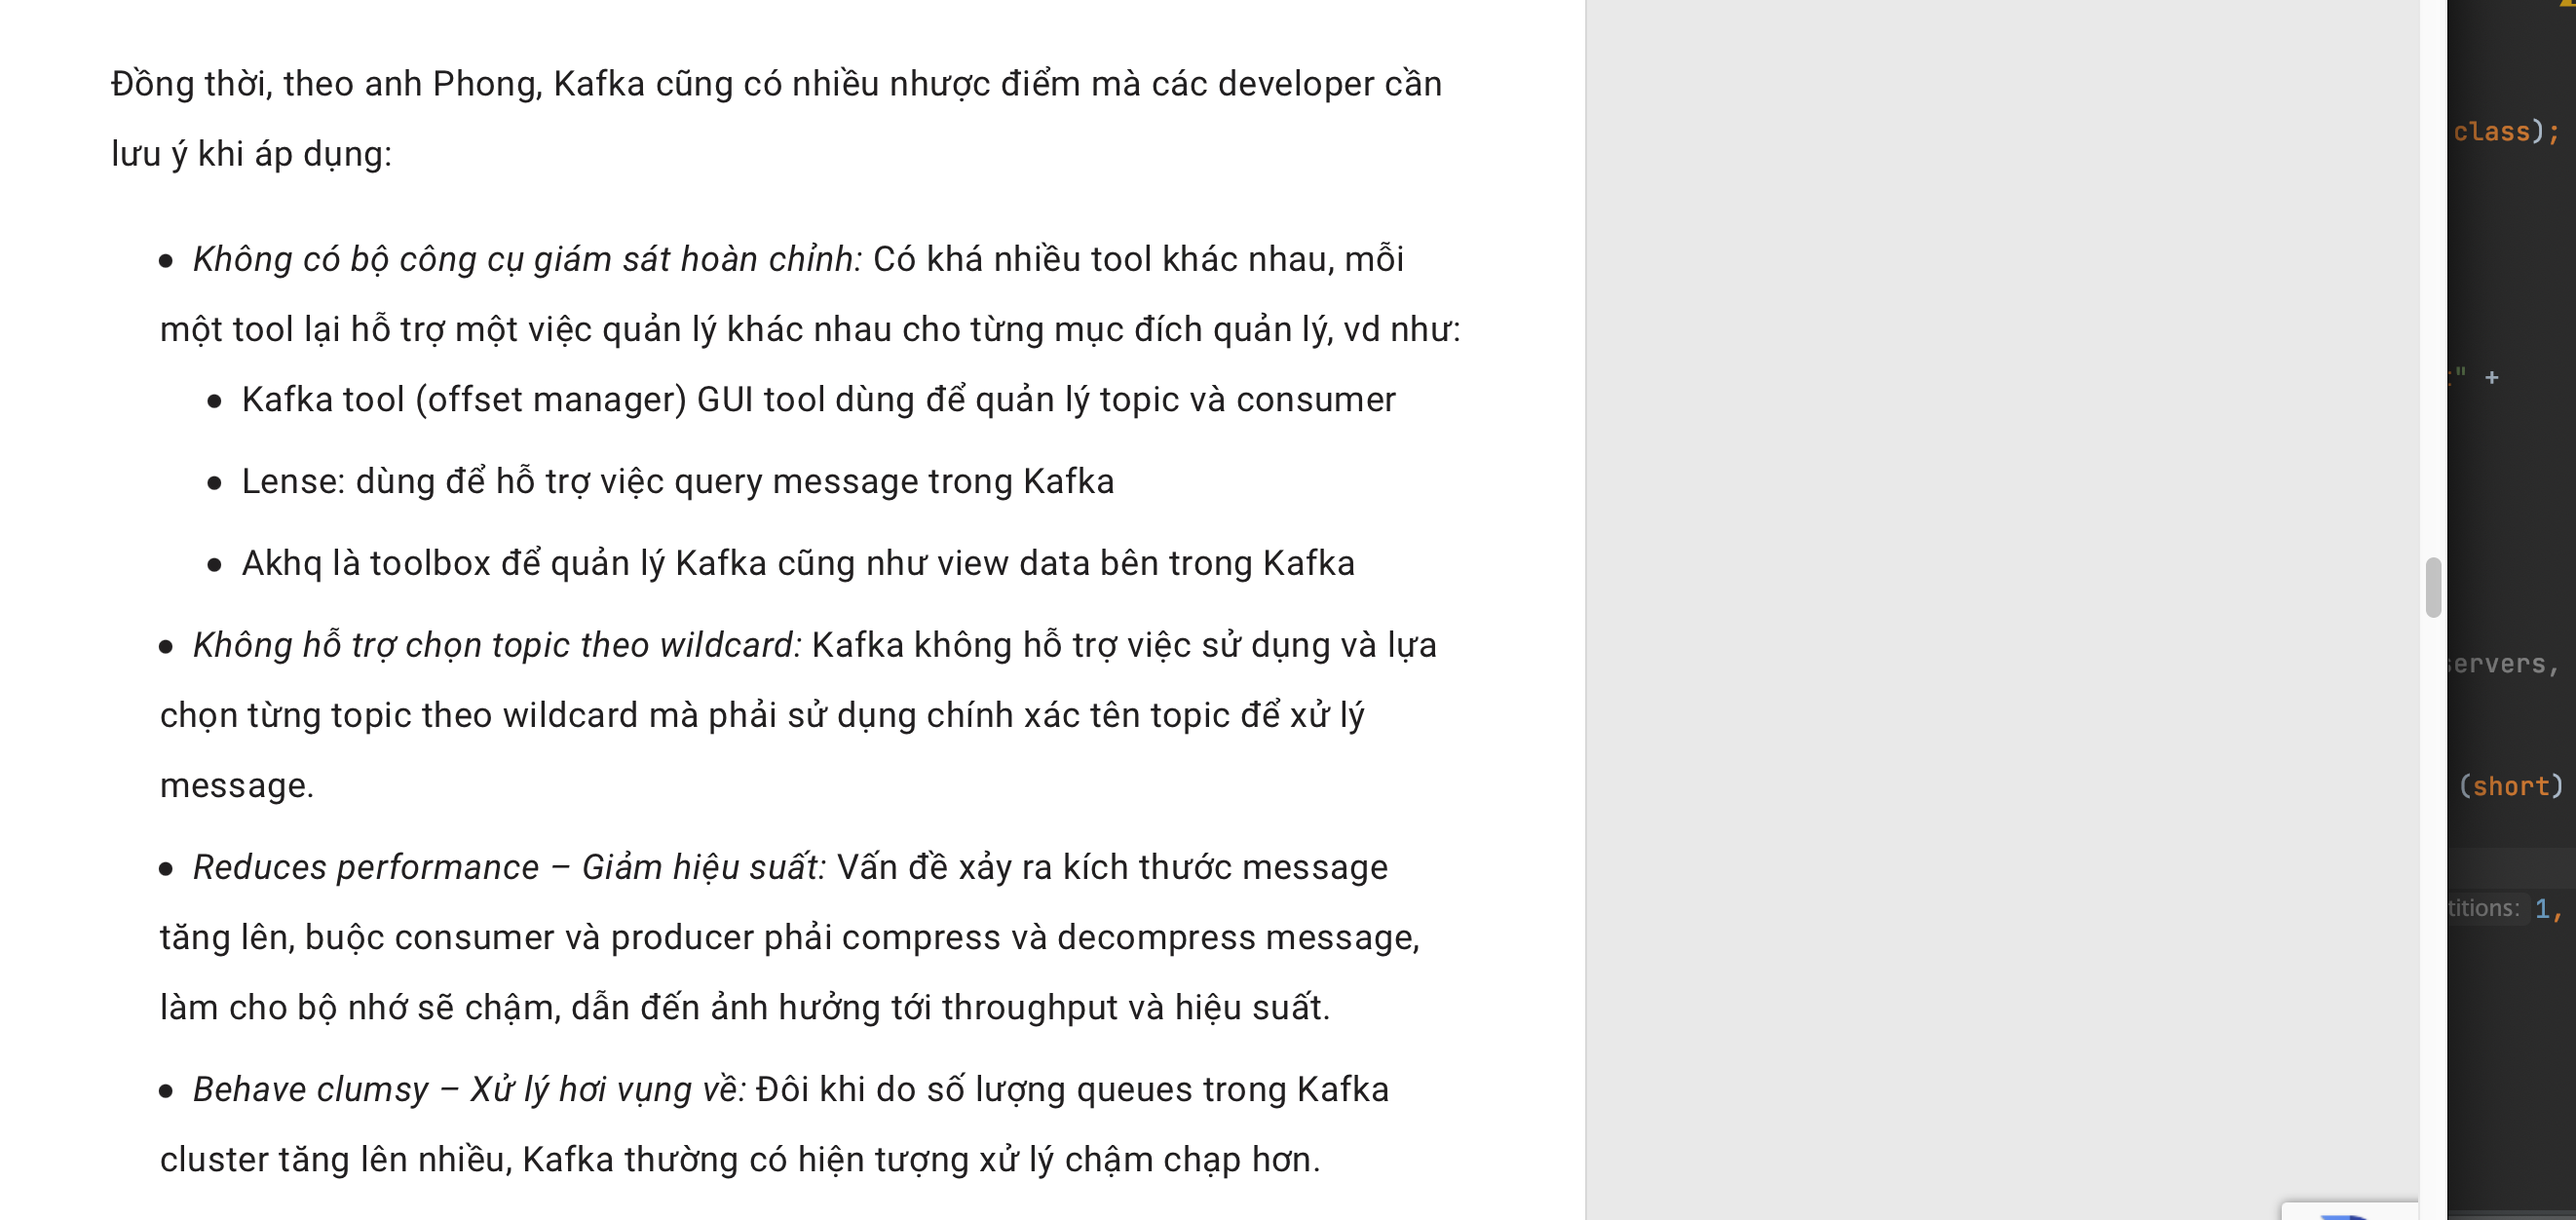 Đồng thời, theo anh Phong, Kafka cũng có nhiều nhược điểm mà các developer cần
lưu ý khi áp dụng:
• Không có bộ công cụ giám sát hoàn chỉnh: Có khá nhiều tool khác nhau, mỗi
một tool lại hỗ trợ một việc quản lý khác nhau cho từng mục đích quản lý, vd như:
• Kafka tool (offset manager) GUI tool dùng để quản lý topic và consumer
• Lense: dùng để hỗ trợ việc query message trong Kafka
• Akhq là toolbox để quản lý Kafka cũng như view data bên trong Kafka
• Không hỗ trợ chọn topic theo wildcard: Kafka không hỗ trợ việc sử dụng và lựa
chọn từng topic theo wildcard mà phải sử dụng chính xác tên topic để xử lý
message.
• Reduces performance – Giảm hiệu suất: Vấn đề xảy ra kích thước message
tăng lên, buộc consumer và producer phải compress và decompress message,
làm cho bộ nhớ sẽ chậm, dẫn đến ảnh hưởng tới throughput và hiệu suất.
• Behave clumsy – Xử lý hơi vụng về: Đôi khi do số lượng queues trong Kafka
cluster tăng lên nhiều, Kafka thường có hiện tượng xử lý chậm chạp hơn.
class);
" +
servers,
(short)
titions: 1,